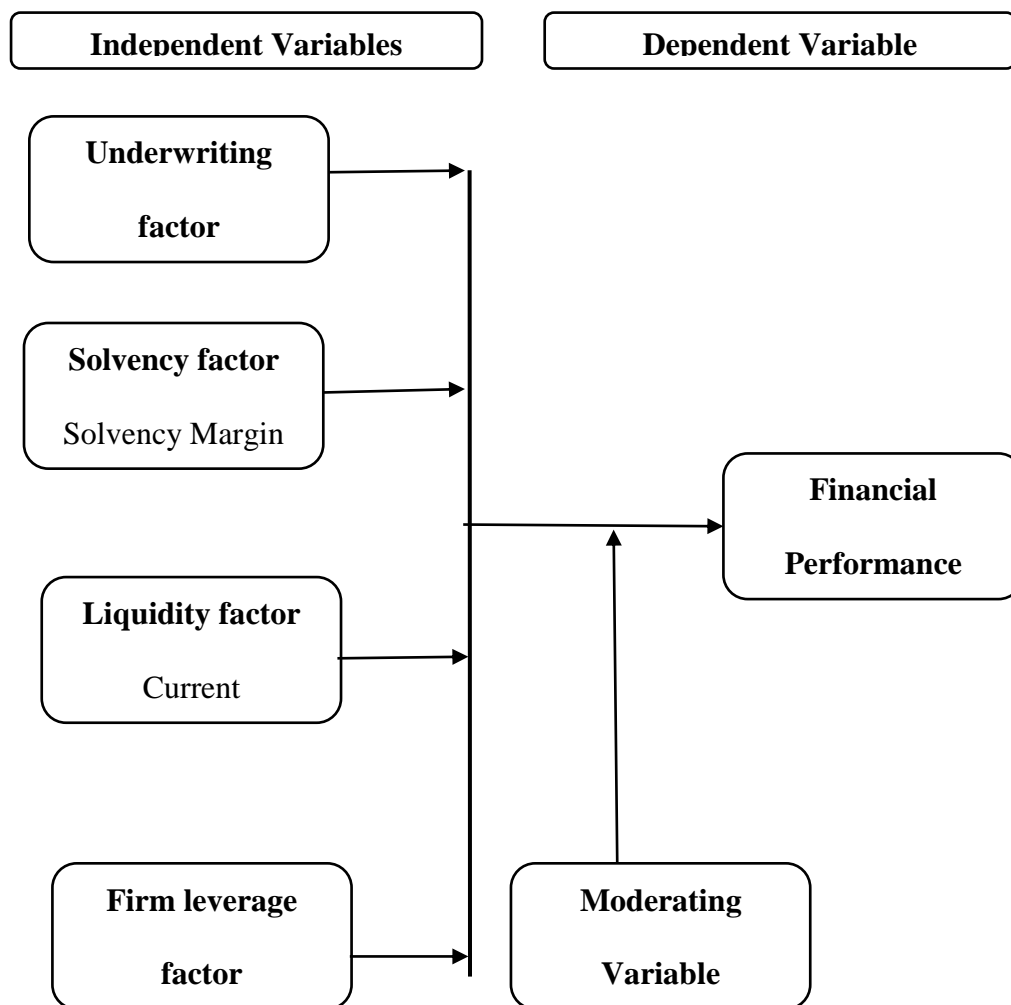 Independent Variables
Dependent Variable
Underwriting
factor
Solvency factor
Solvency Margin
Financial
Performance
Liquidity factor
Current
Firm leverage
factor
Moderating
Variable